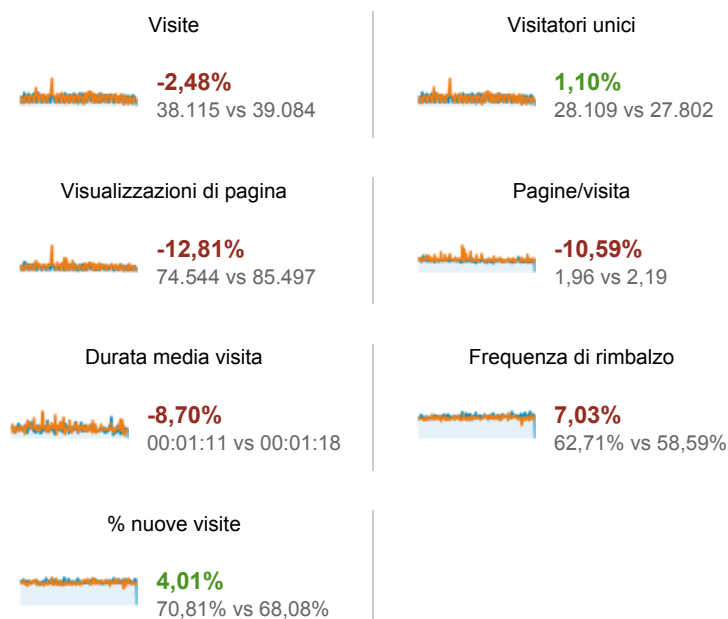 Visite
-2,48%
38.115 vs 39.084
Visitatori unici
1,10%
28.109 vs 27.802
Visualizzazioni di pagina
-12,81%
74.544 vs 85.497
Pagine/visita
-10,59%
1,96 vs 2,19
Durata media visita
-8,70%
00:01:11 vs 00:01:18
Frequenza di rimbalzo
7,03%
62,71% vs 58,59%
% nuove visite
4,01%
70,81% vs 68,08%